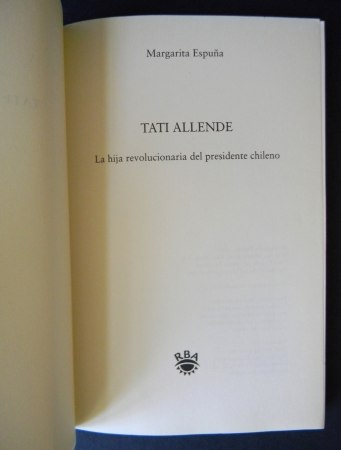 Margarita Espuña
TATI ALLENDE
La hija revolucionaria del presidente chileno
RBA